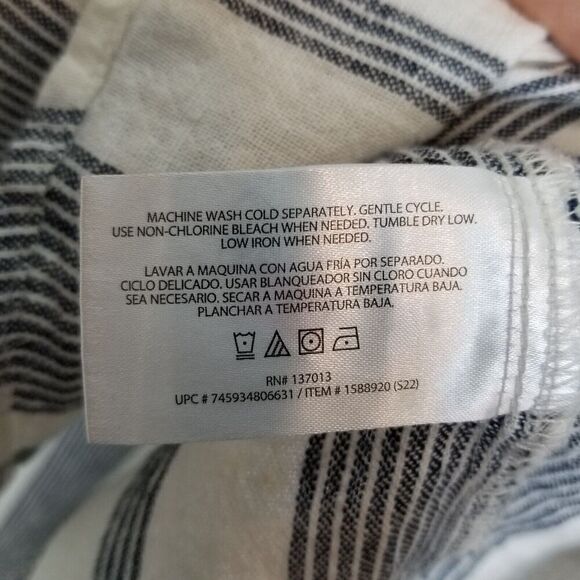 MACHINE WASH COLD SEPARATELY. GENTLE CYCLE.
USE NON-CHLORINE BLEACH WHEN NEEDED. TUMBLE DRY LOW.
LOW IRON WHEN NEEDED.
LAVAR A MAQUINA CON AGUA FRÍA POR SEPARADO.
CICLO DELICADO. USAR BLANQUEADOR SIN CLORO CUANDO
SEA NECESARIO. SECAR A MAQUINA A TEMPERATURA BAJA.
PLANCHAR A TEMPERATURA BAJA.
RN# 137013
UPC # 745934806631 / ITEM # 1588920 (S22)